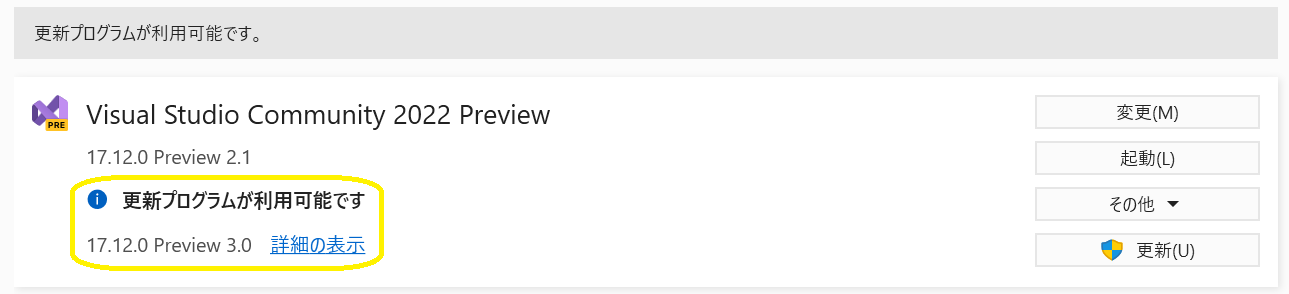 更新プログラムが利用可能です。
Visual Studio Community 2022 Preview
PRE
17.12.0 Preview 2.1
更新プログラムが利用可能です
17.12.0 Preview 3.0 詳細の表示
変更(M)
起動(L)
その他
更新(U)